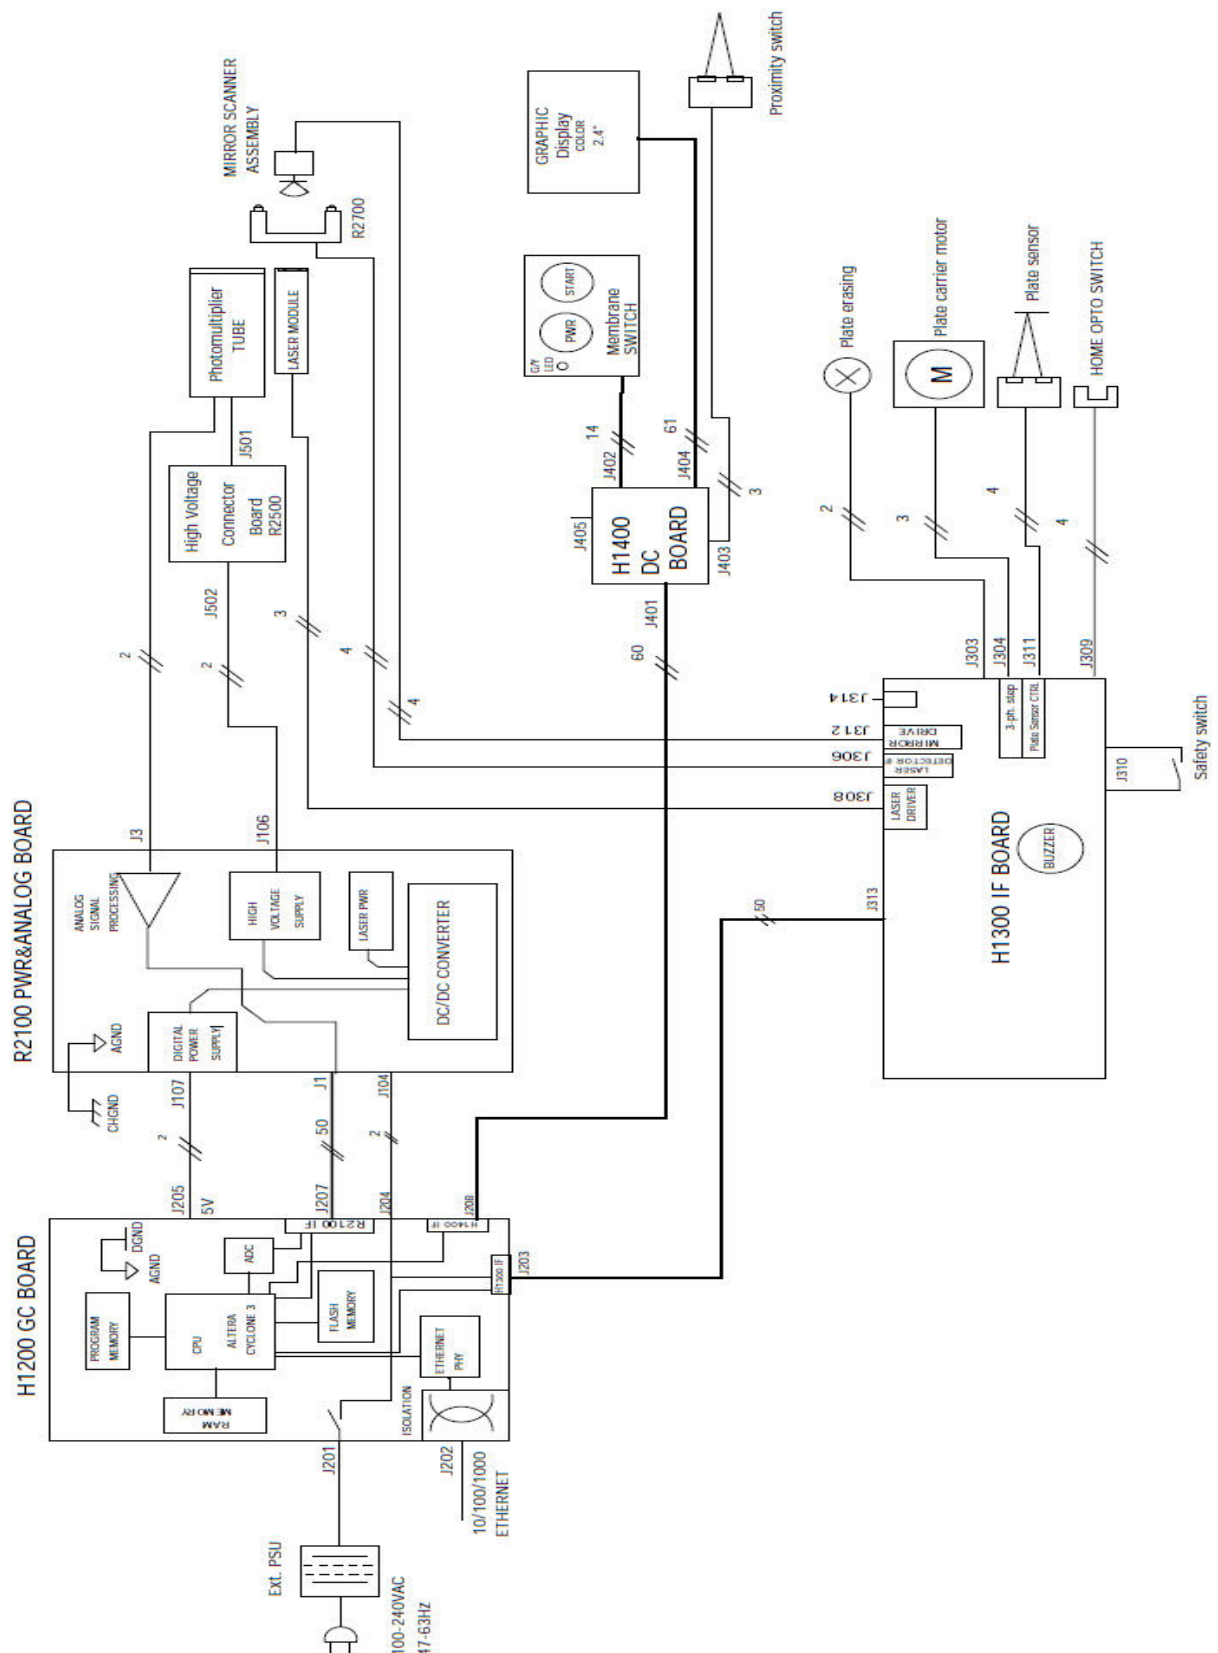 H1200 GC BOARD
R2100 PWR&ANALOG BOARD
MIRROR SCANNER
ASSEMBLY
R2700
Photomultiplier
TUBE
LASER MODULE
J501
High Voltage
Connector
Board
R2500
J502
2
2
3
4
4
J3
J106
ANALOG
SIGNAL
PROCESSING
HIGH
VOLTAGE
SUPPLY
LASER PWR
DC/DC CONVERTER
DIGITAL
POWER
SUPPLY
AGND
CHGND
J107
J1
J104
2
50
2
J205
5V
J207
J204
J208
J203
R2100 IF
H1400 IF
H1300 IF
DGND
AGND
ADC
PROGRAM
MEMORY
CPU
ALTERA
CYCLONE 3
FLASH
MEMORY
RAM
MEMORY
ETHERNET
PHY
ISOLATION
J201
J202
10/100/1000
ETHERNET
Ext. PSU
100-240VAC
47-63Hz
GRAPHIC
Display
COLOR
2.4"
Proximity switch
G/Y
LED
PWR
START
Membrane
SWITCH
14
J402
61
J404
3
J405
H1400
DC
BOARD
J403
J401
60
Plate erasing
Plate carrier motor
M
Plate sensor
HOME OPTO SWITCH
2
3
4
4
J303
J304
J311
J309
J314
J312
J306
J308
MIRROR
DRIVE
LASER
DETECTOR IF
LASER
DRIVER
3-ph. step
Plate Sensor CTRL
J310
Safety switch
BUZZER
H1300 IF BOARD
J313
50